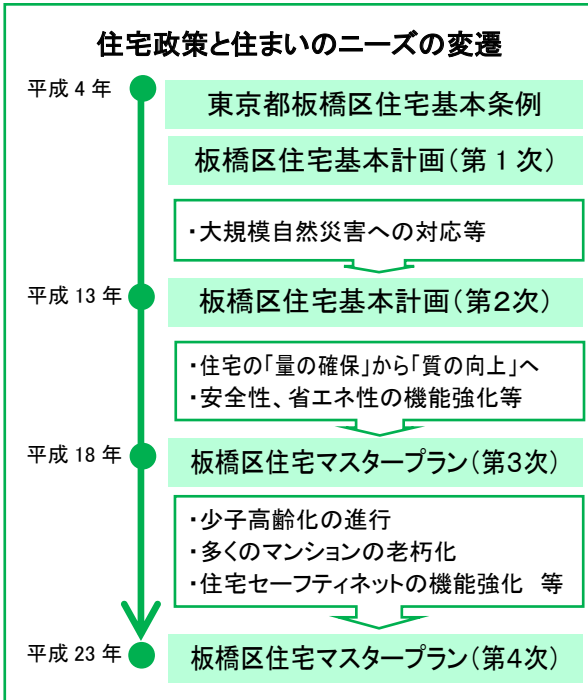 住宅政策と住まいのニーズの変遷
平成 4 年
東京都板橋区住宅基本条例
板橋区住宅基本計画(第 1 次)
・大規模自然災害への対応等
平成 13 年
板橋区住宅基本計画(第2次)
・住宅の「量の確保」から「質の向上」へ
・安全性、省エネ性の機能強化等
平成 18 年
板橋区住宅マスタープラン(第3次)
・少子高齢化の進行
・多くのマンションの老朽化
・住宅セーフティネットの機能強化 等
平成 23 年
板橋区住宅マスタープラン(第4次)